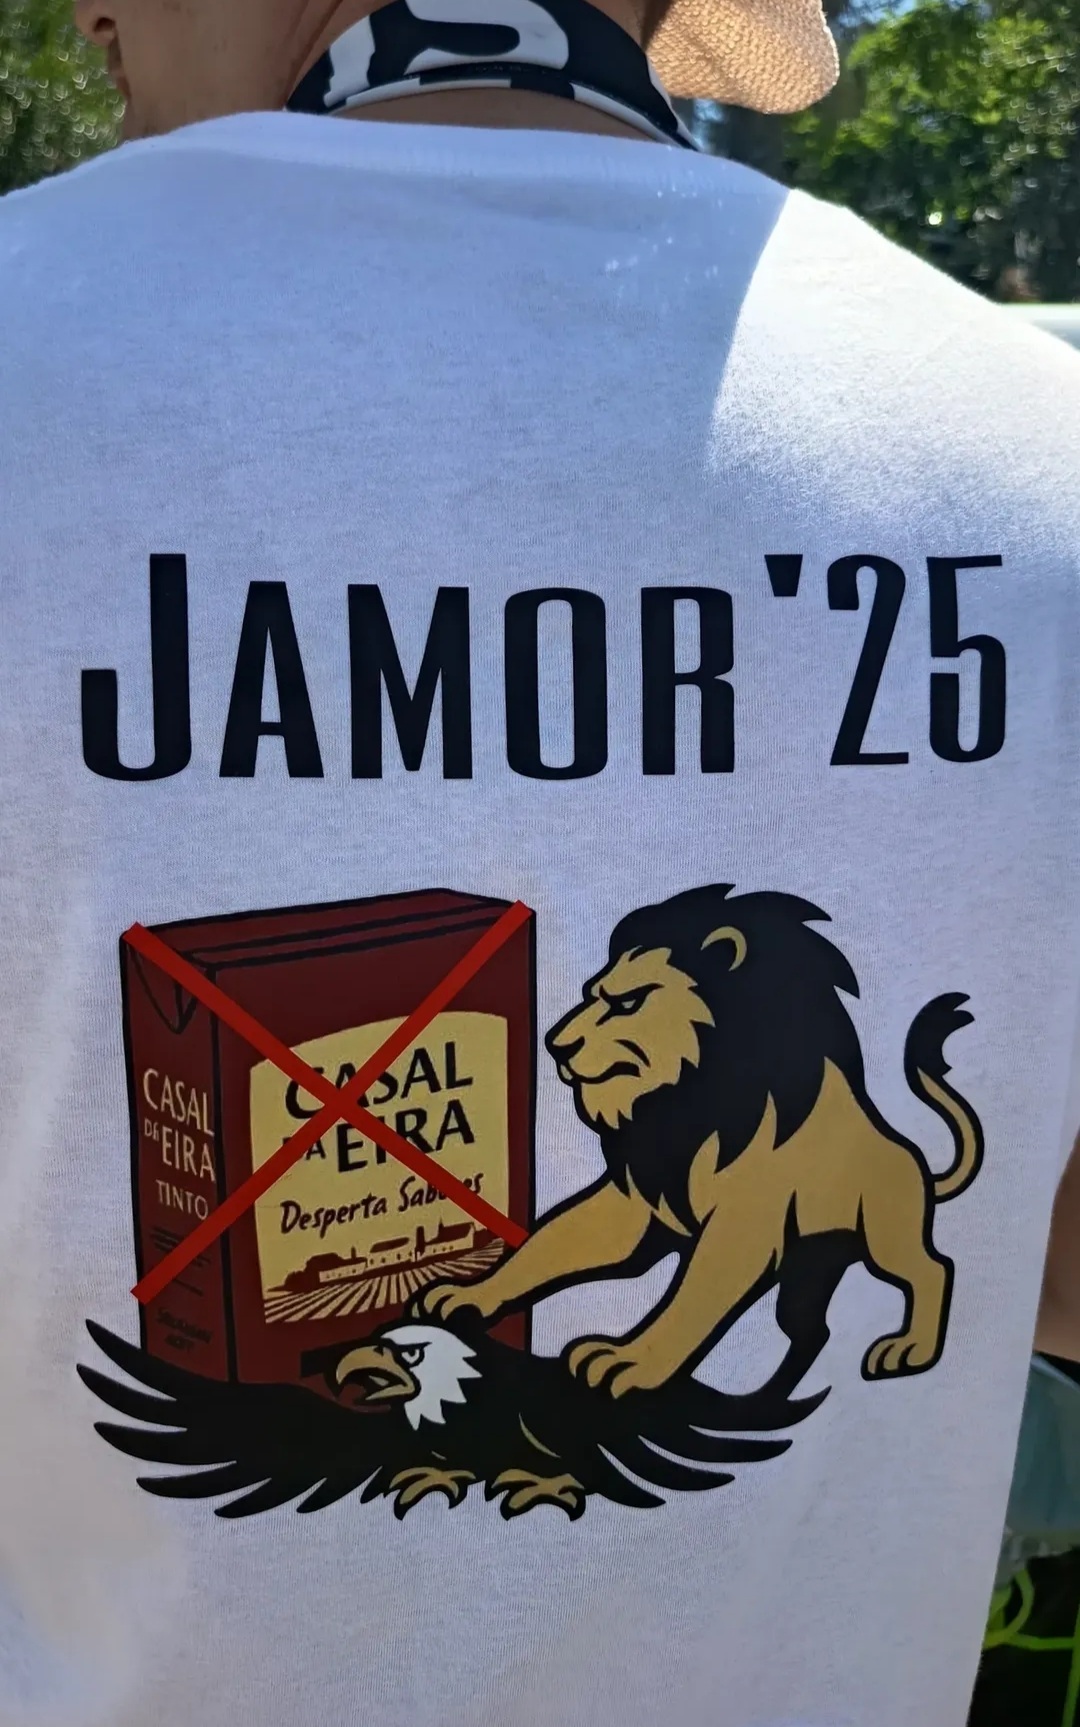 JAMOR'25
CASAL
DA EIRA
TINTO
CASAL
DA EIRA
Desperta Sabores